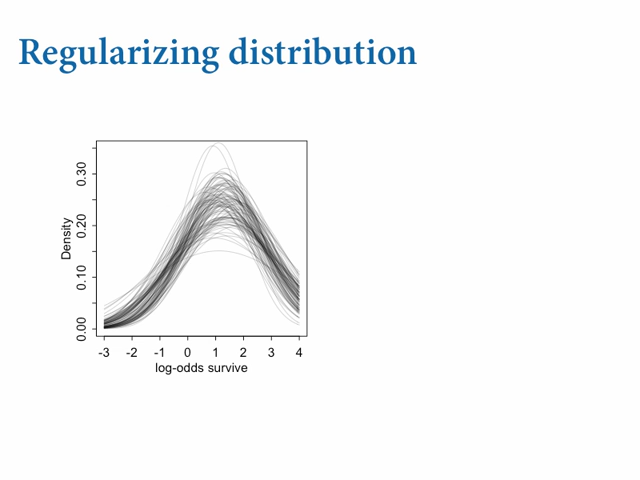 Regularizing distribution
Density
0.30
0.20
0.10
0.00
-3 -2 -1 0 1 2 3 4
log-odds survive